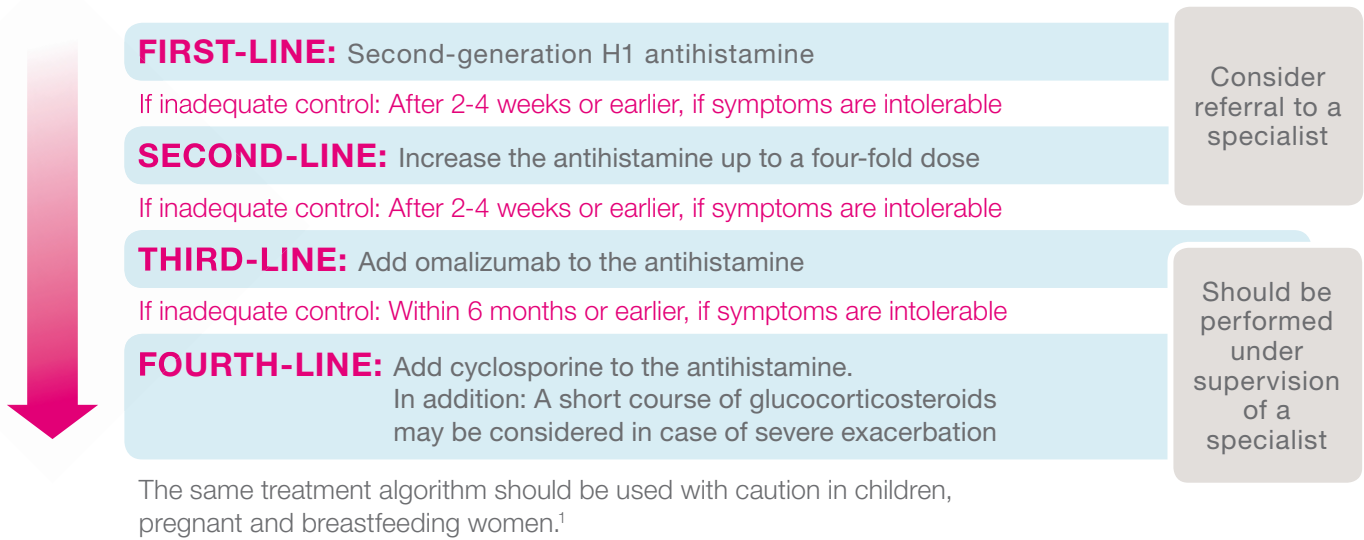 FIRST-LINE: Second-generation H1 antihistamine
If inadequate control: After 2-4 weeks or earlier, if symptoms are intolerable
SECOND-LINE: Increase the antihistamine up to a four-fold dose
If inadequate control: After 2-4 weeks or earlier, if symptoms are intolerable
Consider
referral to a
specialist
THIRD-LINE: Add omalizumab to the antihistamine
If inadequate control: Within 6 months or earlier, if symptoms are intolerable
FOURTH-LINE: Add cyclosporine to the antihistamine.
In addition: A short course of glucocorticosteroids
may be considered in case of severe exacerbation
Should be
performed
under
supervision
of a
specialist
The same treatment algorithm should be used with caution in children,
pregnant and breastfeeding women.¹